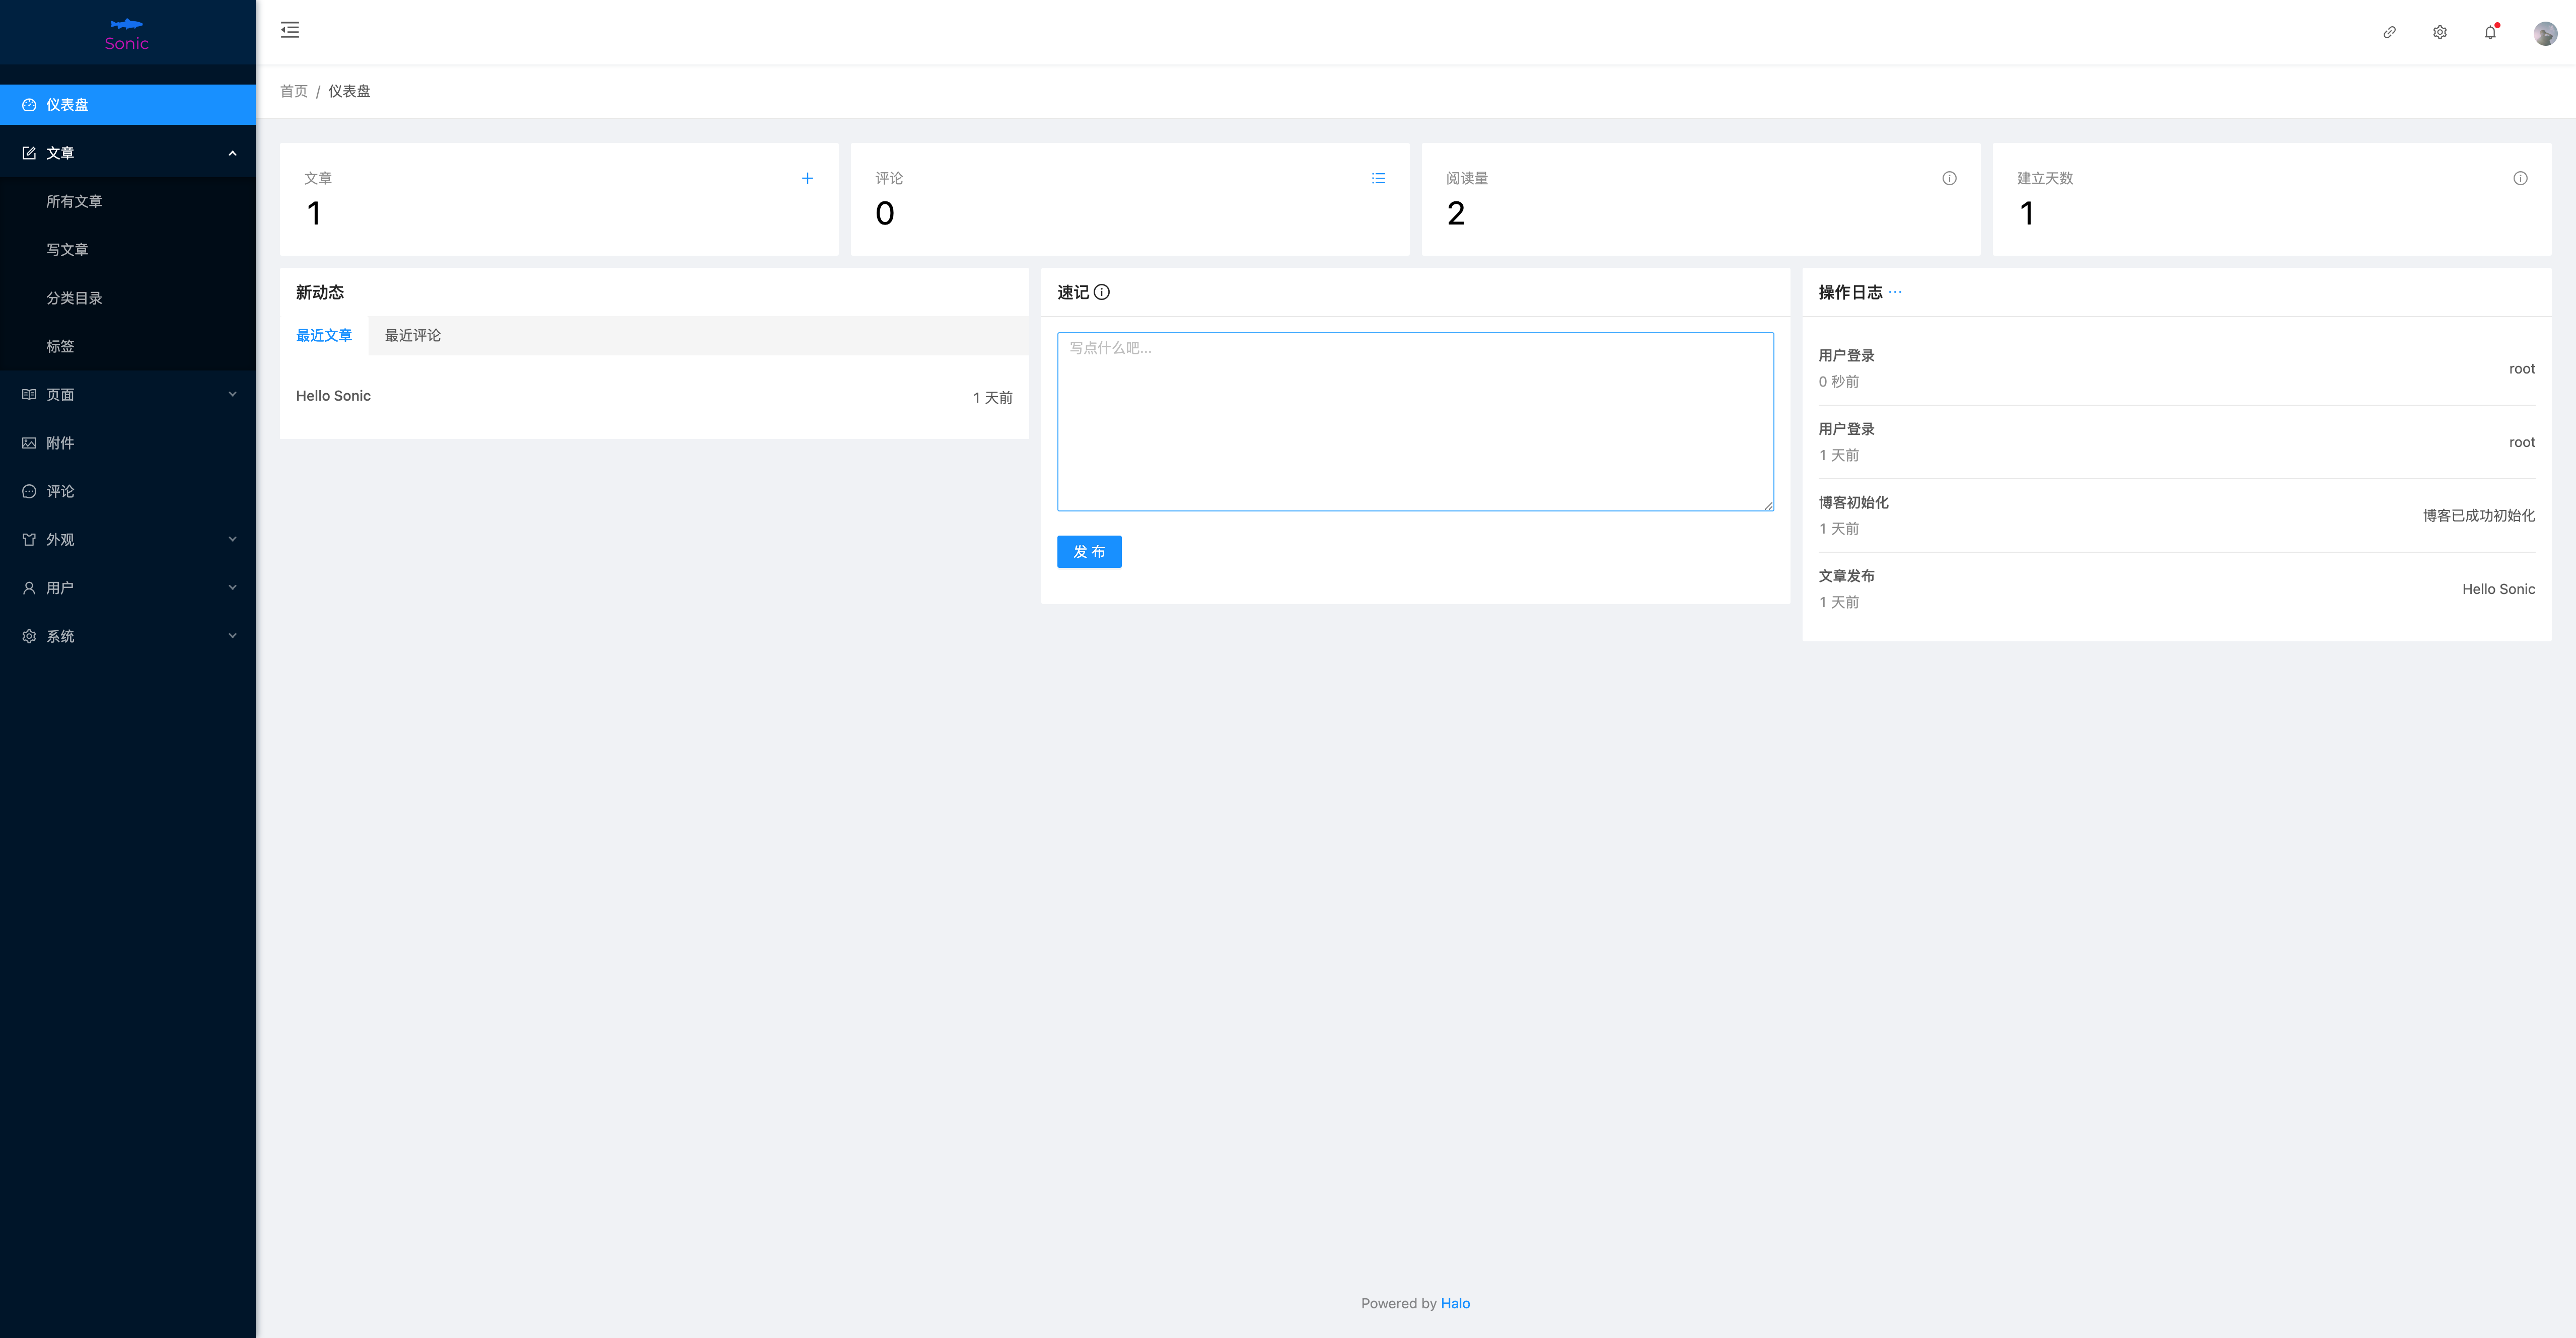 Sonic
仪表盘
文章
所有文章
写文章
分类目录
标签
页面
附件
评论
外观
用户
系统
首页 / 仪表盘
文章
1
评论
0
阅读量
2
建立天数
1
新动态
最近文章 最近评论
Hello Sonic 1 天前
速记
写点什么吧...
发 布
操作日志 ···
用户登录
0 秒前
root
用户登录
1 天前
root
博客初始化
1 天前
博客已成功初始化
文章发布
1 天前
Hello Sonic
Powered by Halo